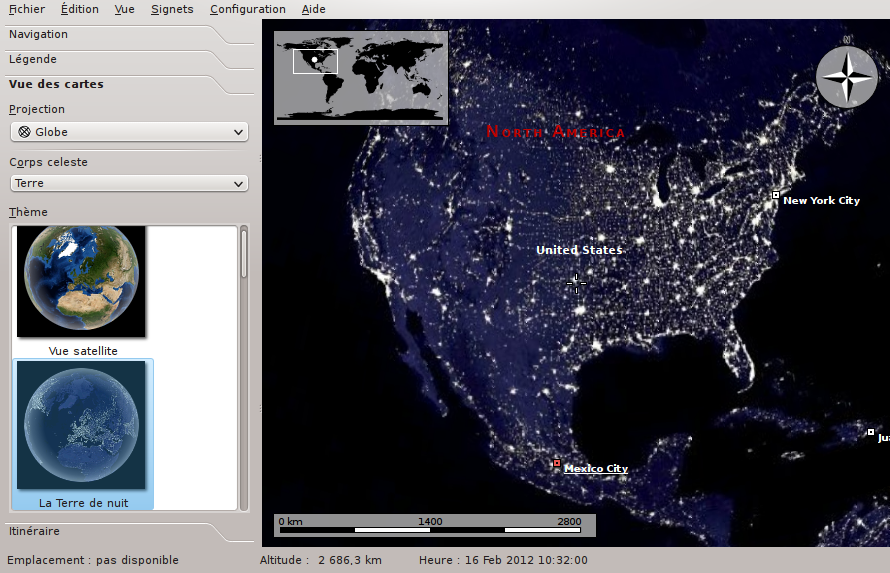 Fichier Édition Vue Signets Configuration Aide
Navigation
Légende
Vue des cartes
Projection
Globe
Corps celeste
Terre
Thème
Vue satellite
La Terre de nuit
Itinéraire
North America
New York City
United States
Mexico City
Ju
0 km 1400 2800
Emplacement : pas disponible Altitude : 2 686,3 km Heure : 16 Feb 2012 10:32:00